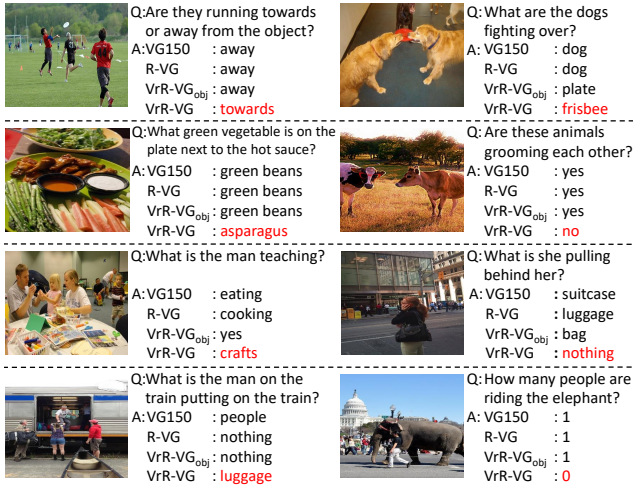 Q:Are they running towards
or away from the object?
A:VG150 : away
R-VG : away
VrR-VGobj : away
VrR-VG : towards
Q:What are the dogs
fighting over?
A:VG150 : dog
R-VG : dog
VrR-VGobj : plate
VrR-VG : frisbee
Q:What green vegetable is on the
plate next to the hot sauce?
A:VG150 : green beans
R-VG : green beans
VrR-VGobj : green beans
VrR-VG : asparagus
Q:Are these animals
grooming each other?
A:VG150 : yes
R-VG : yes
VrR-VGobj : yes
VrR-VG : no
Q:What is the man teaching?
A:VG150 : eating
R-VG : cooking
VrR-VGobj : yes
VrR-VG : crafts
Q:What is she pulling
behind her?
A:VG150 : suitcase
R-VG : luggage
VrR-VGobj : bag
VrR-VG : nothing
Q:What is the man on the
train putting on the train?
A:VG150 : people
R-VG : nothing
VrR-VGobj : nothing
VrR-VG : luggage
Q:How many people are
riding the elephant?
A:VG150 : 1
R-VG : 1
VrR-VGobj : 1
VrR-VG : 0